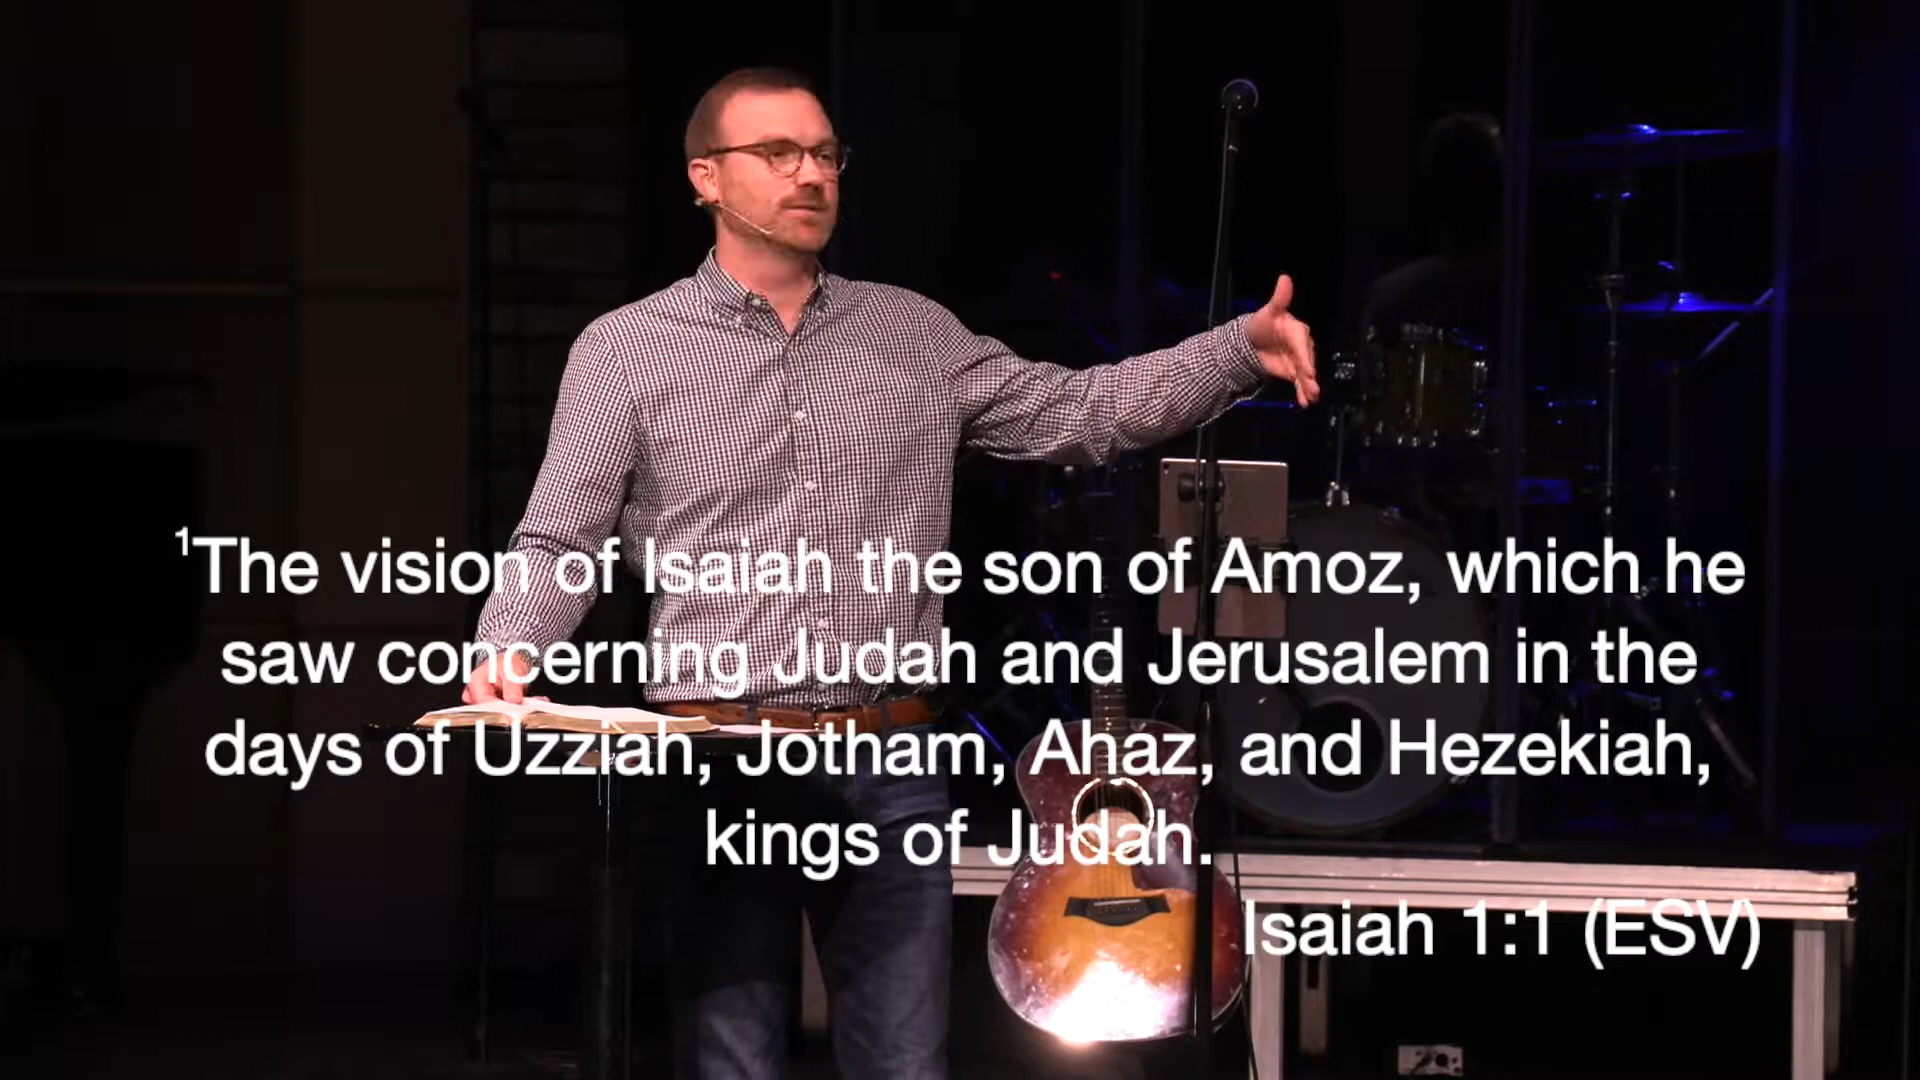 ¹The vision of Isaiah the son of Amoz, which he
saw concerning Judah and Jerusalem in the
days of Uzziah, Jotham, Ahaz, and Hezekiah,
kings of Judah.
Isaiah 1:1 (ESV)